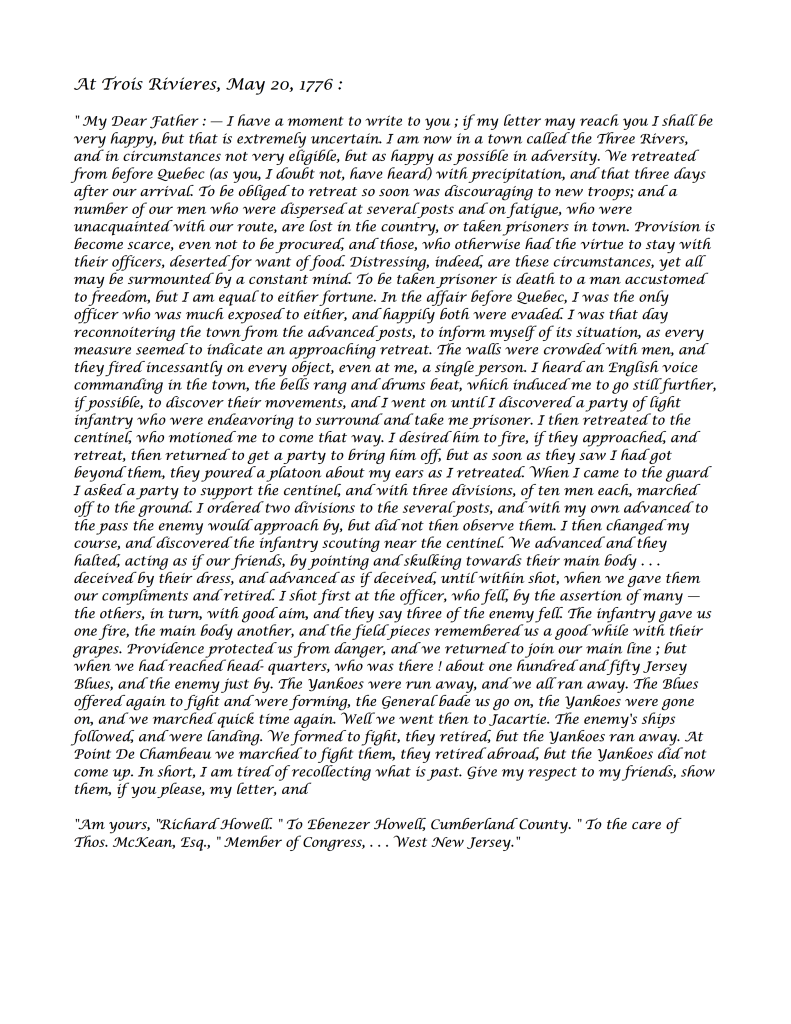 At Trois Rivieres, May 20, 1776 :
" My Dear Father : — I have a moment to write to you ; if my letter may reach you I shall be
very happy, but that is extremely uncertain. I am now in a town called the Three Rivers,
and in circumstances not very eligible, but as happy as possible in adversity. We retreated
from before Quebec (as you, I doubt not, have heard) with precipitation, and that three days
after our arrival. To be obliged to retreat so soon was discouraging to new troops; and a
number of our men who were dispersed at several posts and on fatigue, who were
unacquainted with our route, are lost in the country, or taken prisoners in town. Provision is
become scarce, even not to be procured, and those, who otherwise had the virtue to stay with
their officers, deserted for want of food. Distressing, indeed, are these circumstances, yet all
may be surmounted by a constant mind. To be taken prisoner is death to a man accustomed
to freedom, but I am equal to either fortune. In the affair before Quebec, I was the only
officer who was much exposed to either, and happily both were evaded. I was that day
reconnoitering the town from the advanced posts, to inform myself of its situation, as every
measure seemed to indicate an approaching retreat. The walls were crowded with men, and
they fired incessantly on every object, even at me, a single person. I heard an English voice
commanding in the town, the bells rang and drums beat, which induced me to go still further,
if possible, to discover their movements, and I went on until I discovered a party of light
infantry who were endeavoring to surround and take me prisoner. I then retreated to the
centinel, who motioned me to come that way. I desired him to fire, if they approached, and
retreat, then returned to get a party to bring him off, but as soon as they saw I had got
beyond them, they poured a platoon about my ears as I retreated. When I came to the guard
I asked a party to support the centinel, and with three divisions, of ten men each, marched
off to the ground. I ordered two divisions to the several posts, and with my own advanced to
the pass the enemy would approach by, but did not then observe them. I then changed my
course, and discovered the infantry scouting near the centinel. We advanced and they
halted, acting as if our friends, by pointing and skulking towards their main body . . .
deceived by their dress, and advanced as if deceived, until within shot, when we gave them
our compliments and retired. I shot first at the officer, who fell, by the assertion of many —
the others, in turn, with good aim, and they say three of the enemy fell. The infantry gave us
one fire, the main body another, and the field pieces remembered us a good while with their
grapes. Providence protected us from danger, and we returned to join our main line ; but
when we had reached head- quarters, who was there ! about one hundred and fifty Jersey
Blues, and the enemy just by. The Yankoes were run away, and we all ran away. The Blues
offered again to fight and were forming, the General bade us go on, the Yankoes were gone
on, and we marched quick time again. Well we went then to Jacartie. The enemy's ships
followed, and were landing. We formed to fight, they retired, but the Yankoes ran away. At
Point De Chambeau we marched to fight them, they retired abroad, but the Yankoes did not
come up. In short, I am tired of recollecting what is past. Give my respect to my friends, show
them, if you please, my letter, and
"Am yours, "Richard Howell. " To Ebenezer Howell, Cumberland County. " To the care of
Thos. McKean, Esq., " Member of Congress, . . . West New Jersey."